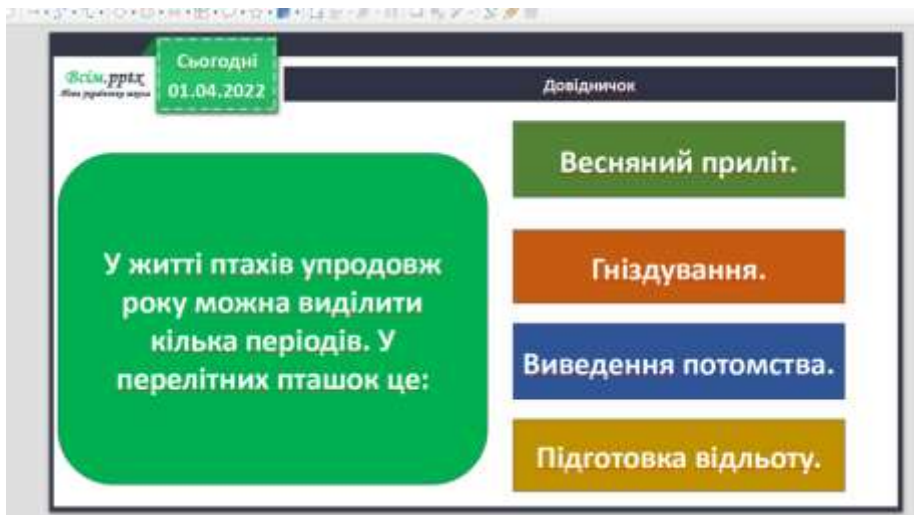 Сьогодні
01.04.2022
Всім.pptx
Довідничок
У житті птахів упродовж
року можна виділити
кілька періодів. У
перелітних пташок це:
Весняний приліт.
Гніздування.
Виведення потомства.
Підготовка відльоту.